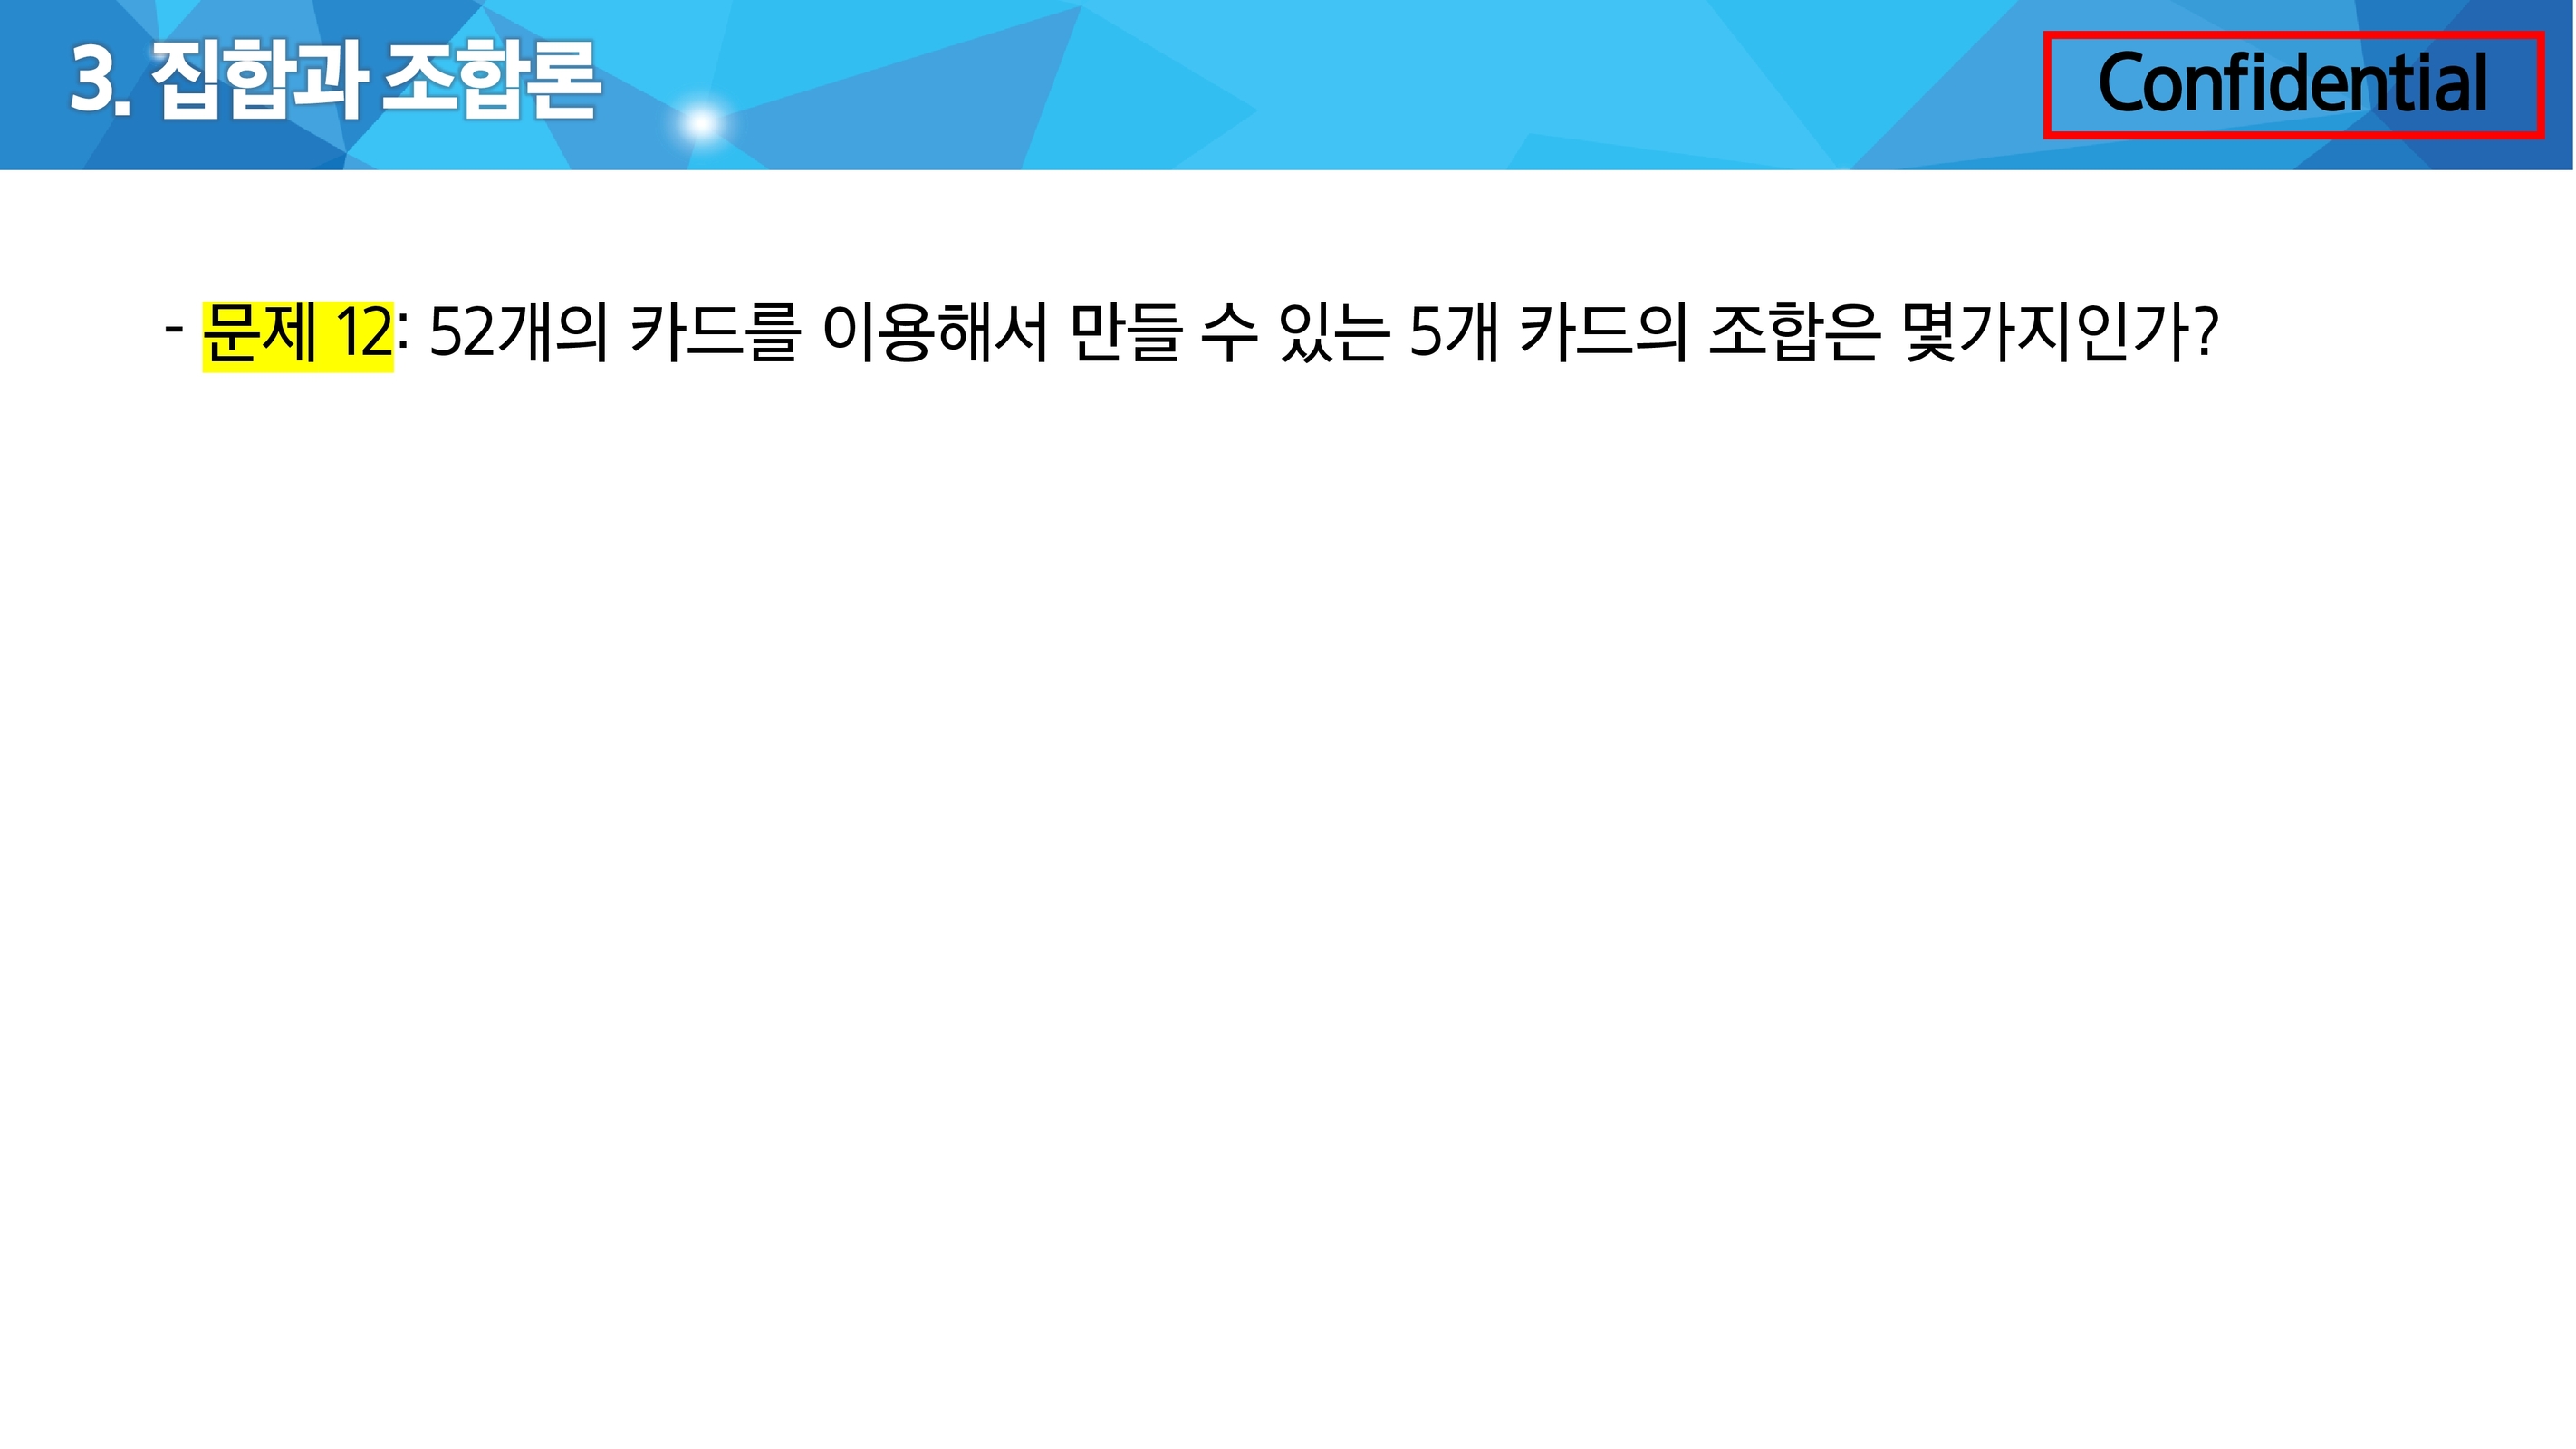 3. 집합과 조합론
Confidential
- 문제 12: 52개의 카드를 이용해서 만들 수 있는 5개 카드의 조합은 몇가지인가?